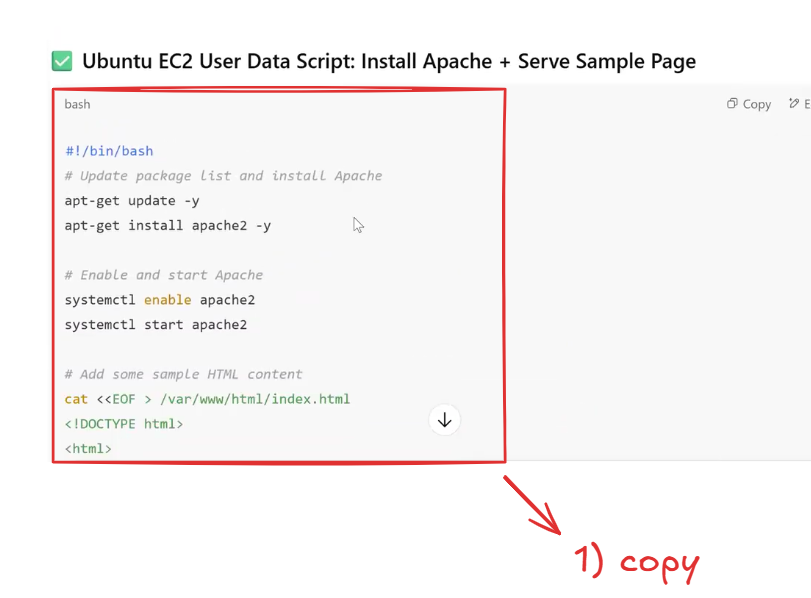 ✅ Ubuntu EC2 User Data Script: Install Apache + Serve Sample Page
bash
Copy
#!/bin/bash
# Update package list and install Apache
apt-get update -y
apt-get install apache2 -y
# Enable and start Apache
systemctl enable apache2
systemctl start apache2
# Add some sample HTML content
cat <<EOF > /var/www/html/index.html
<!DOCTYPE html>
<html>
1) copy